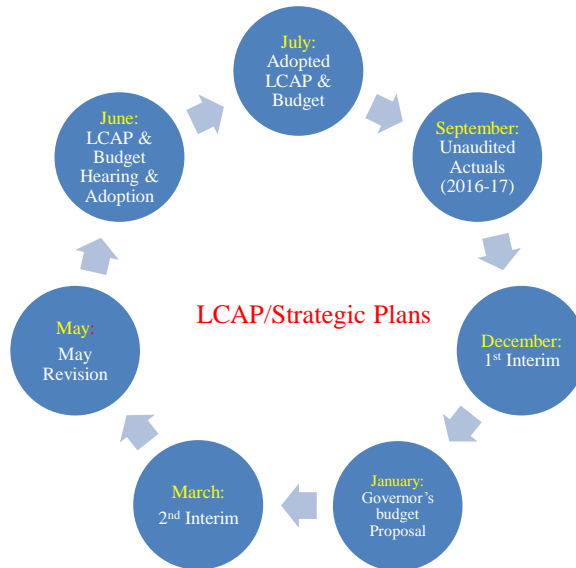 July:
Adopted
LCAP &
Budget
September:
Unaudited
Actuals
(2016-17)
December:
1st Interim
January:
Governor’s
budget
Proposal
March:
2nd Interim
May:
May
Revision
June:
LCAP &
Budget
Hearing &
Adoption
LCAP/Strategic Plans